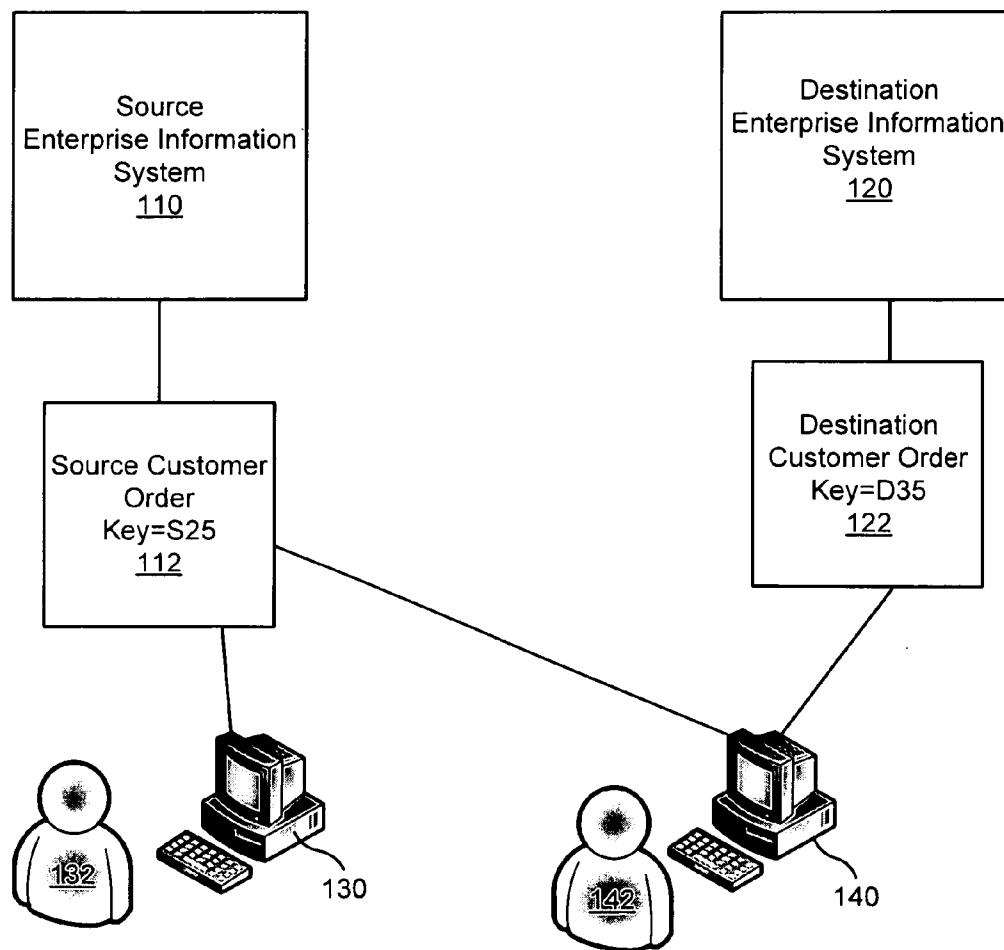 Source
Enterprise Information
System
110
Destination
Enterprise Information
System
120
Source Customer
Order
Key=S25
112
Destination
Customer Order
Key=D35
122
132
130
142
140